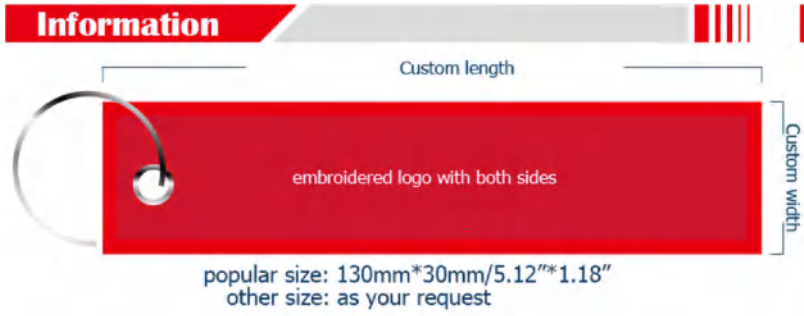 Information
Custom length
embroidered logo with both sides
Custom width
popular size: 130mm*30mm/5.12"*1.18"
other size: as your request